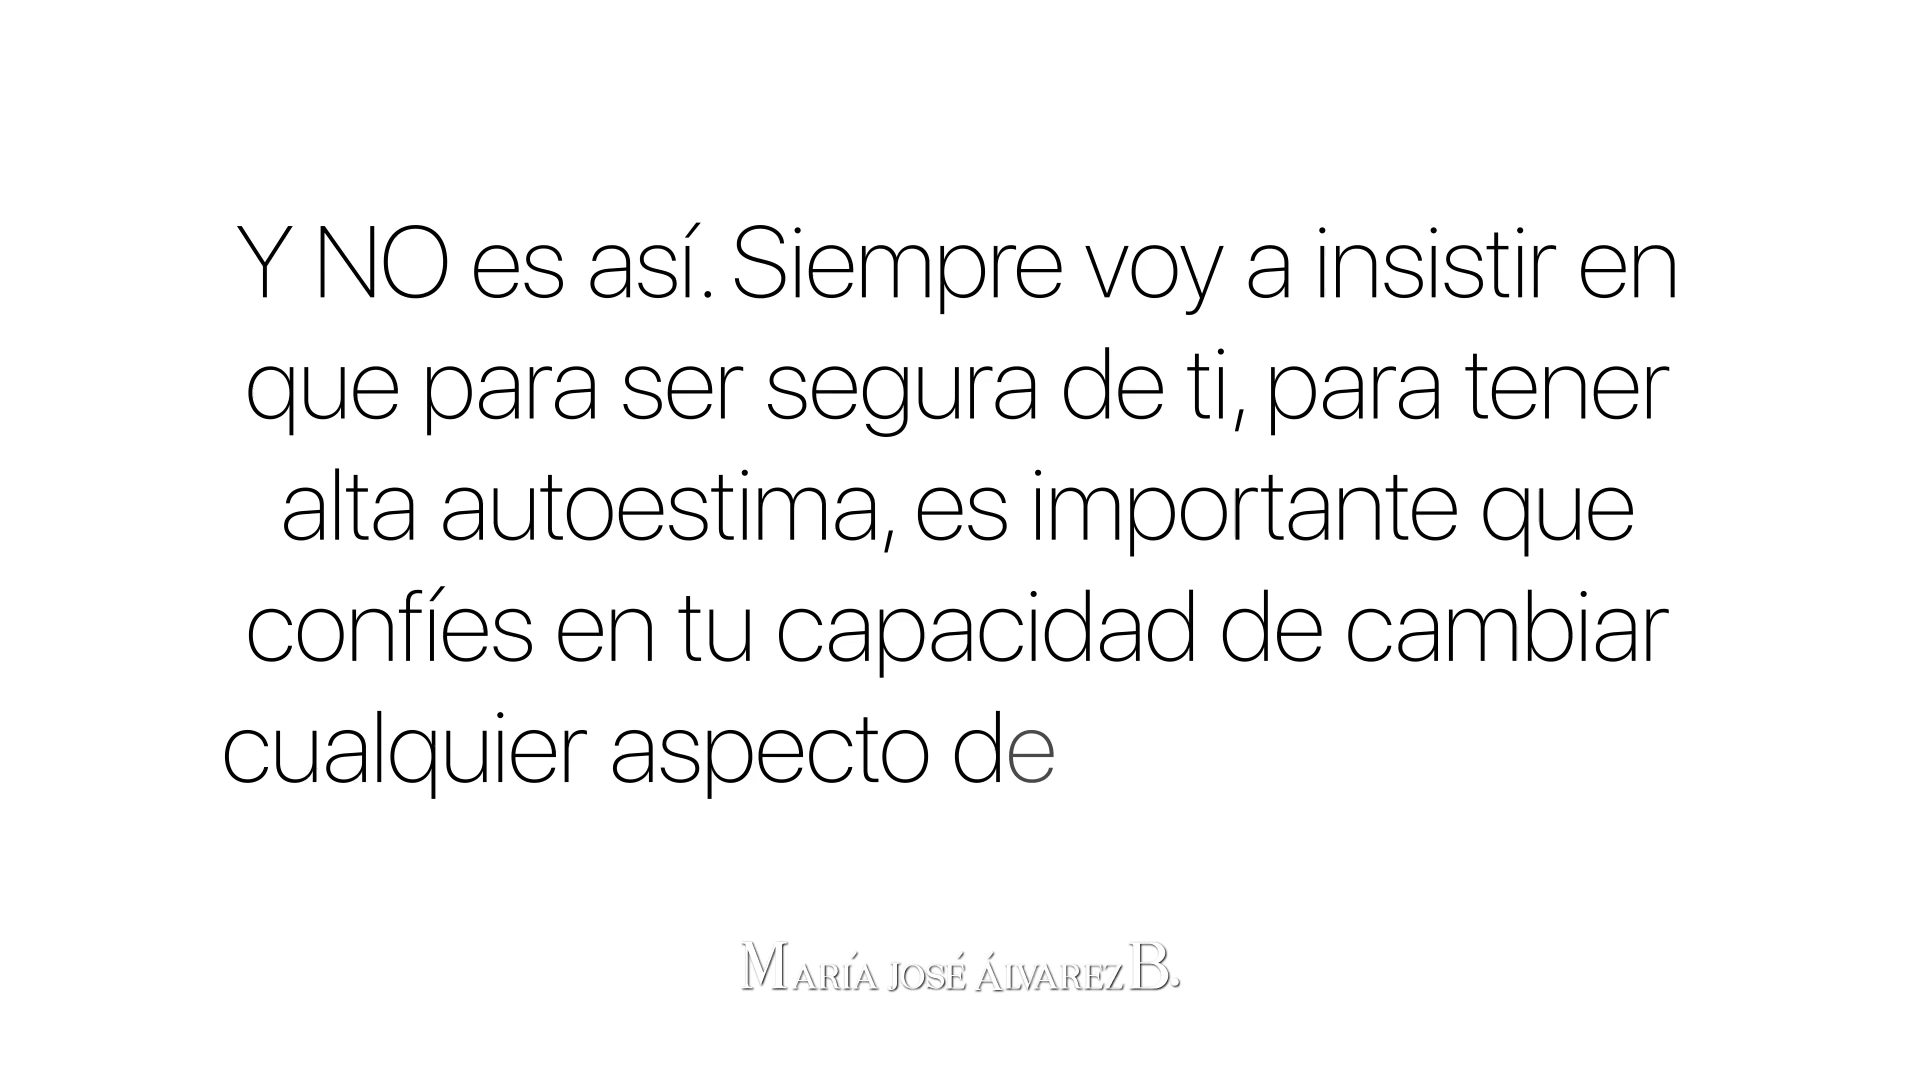 Y NO es así. Siempre voy a insistir en
que para ser segura de ti, para tener
alta autoestima, es importante que
confíes en tu capacidad de cambiar
cualquier aspecto de
María José Álvarez B.